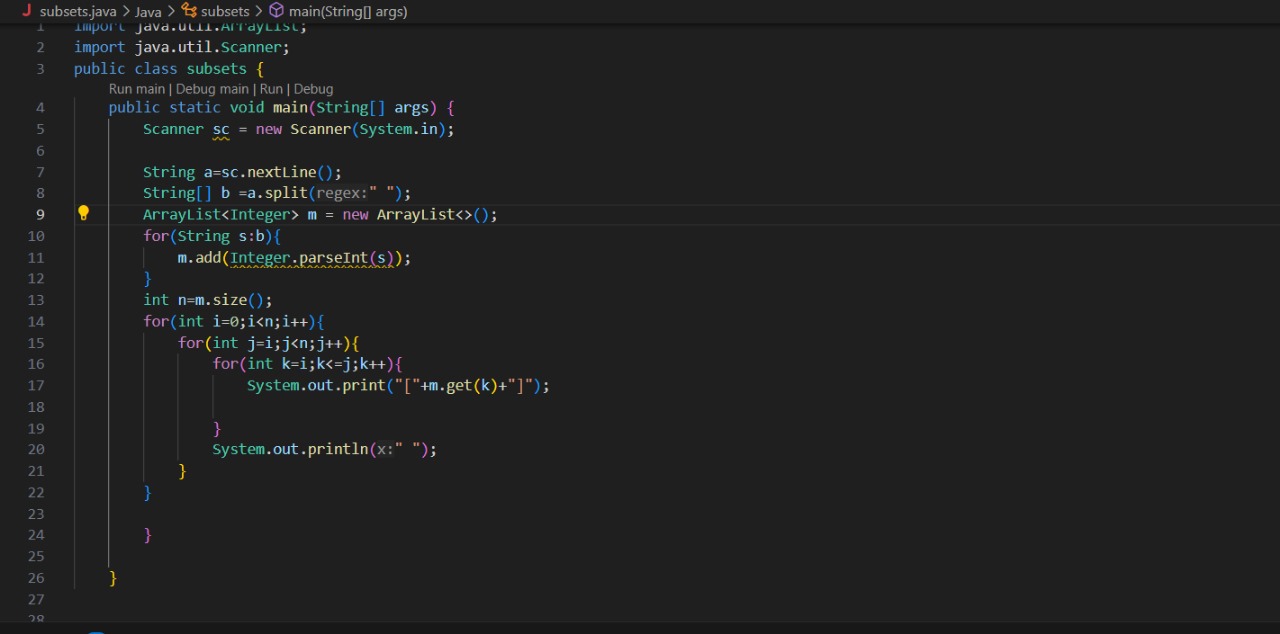 subsets.java > Java > subsets > main(String[] args)
1 import java.util.ArrayList;
2 import java.util.Scanner;
3 public class subsets {
Run main | Debug main | Run | Debug
4 public static void main(String[] args) {
5 Scanner sc = new Scanner(System.in);
6
7 String a=sc.nextLine();
8 String[] b =a.split(regex:" ");
9 ArrayList<Integer> m = new ArrayList<>();
10 for(String s:b){
11 m.add(Integer.parseInt(s));
12 }
13 int n=m.size();
14 for(int i=0;i<n;i++){
15 for(int j=i;j<n;j++){
16 for(int k=i;k<=j;k++){
17 System.out.print("["+m.get(k)+"]");
18
19 }
20 System.out.println(x:" ");
21 }
22 }
23
24 }
25
26 }
27
28